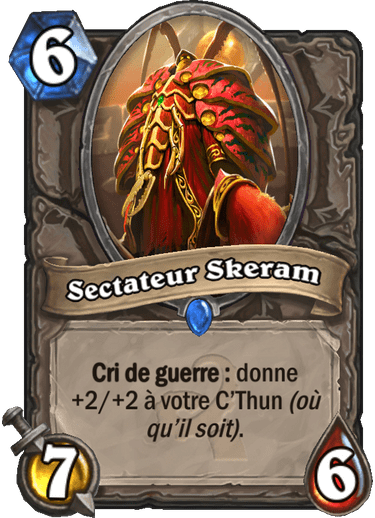 6
Sectateur Skeram
Cri de guerre : donne
+2/+2 à votre C'Thun (où
qu'il soit).
7
6